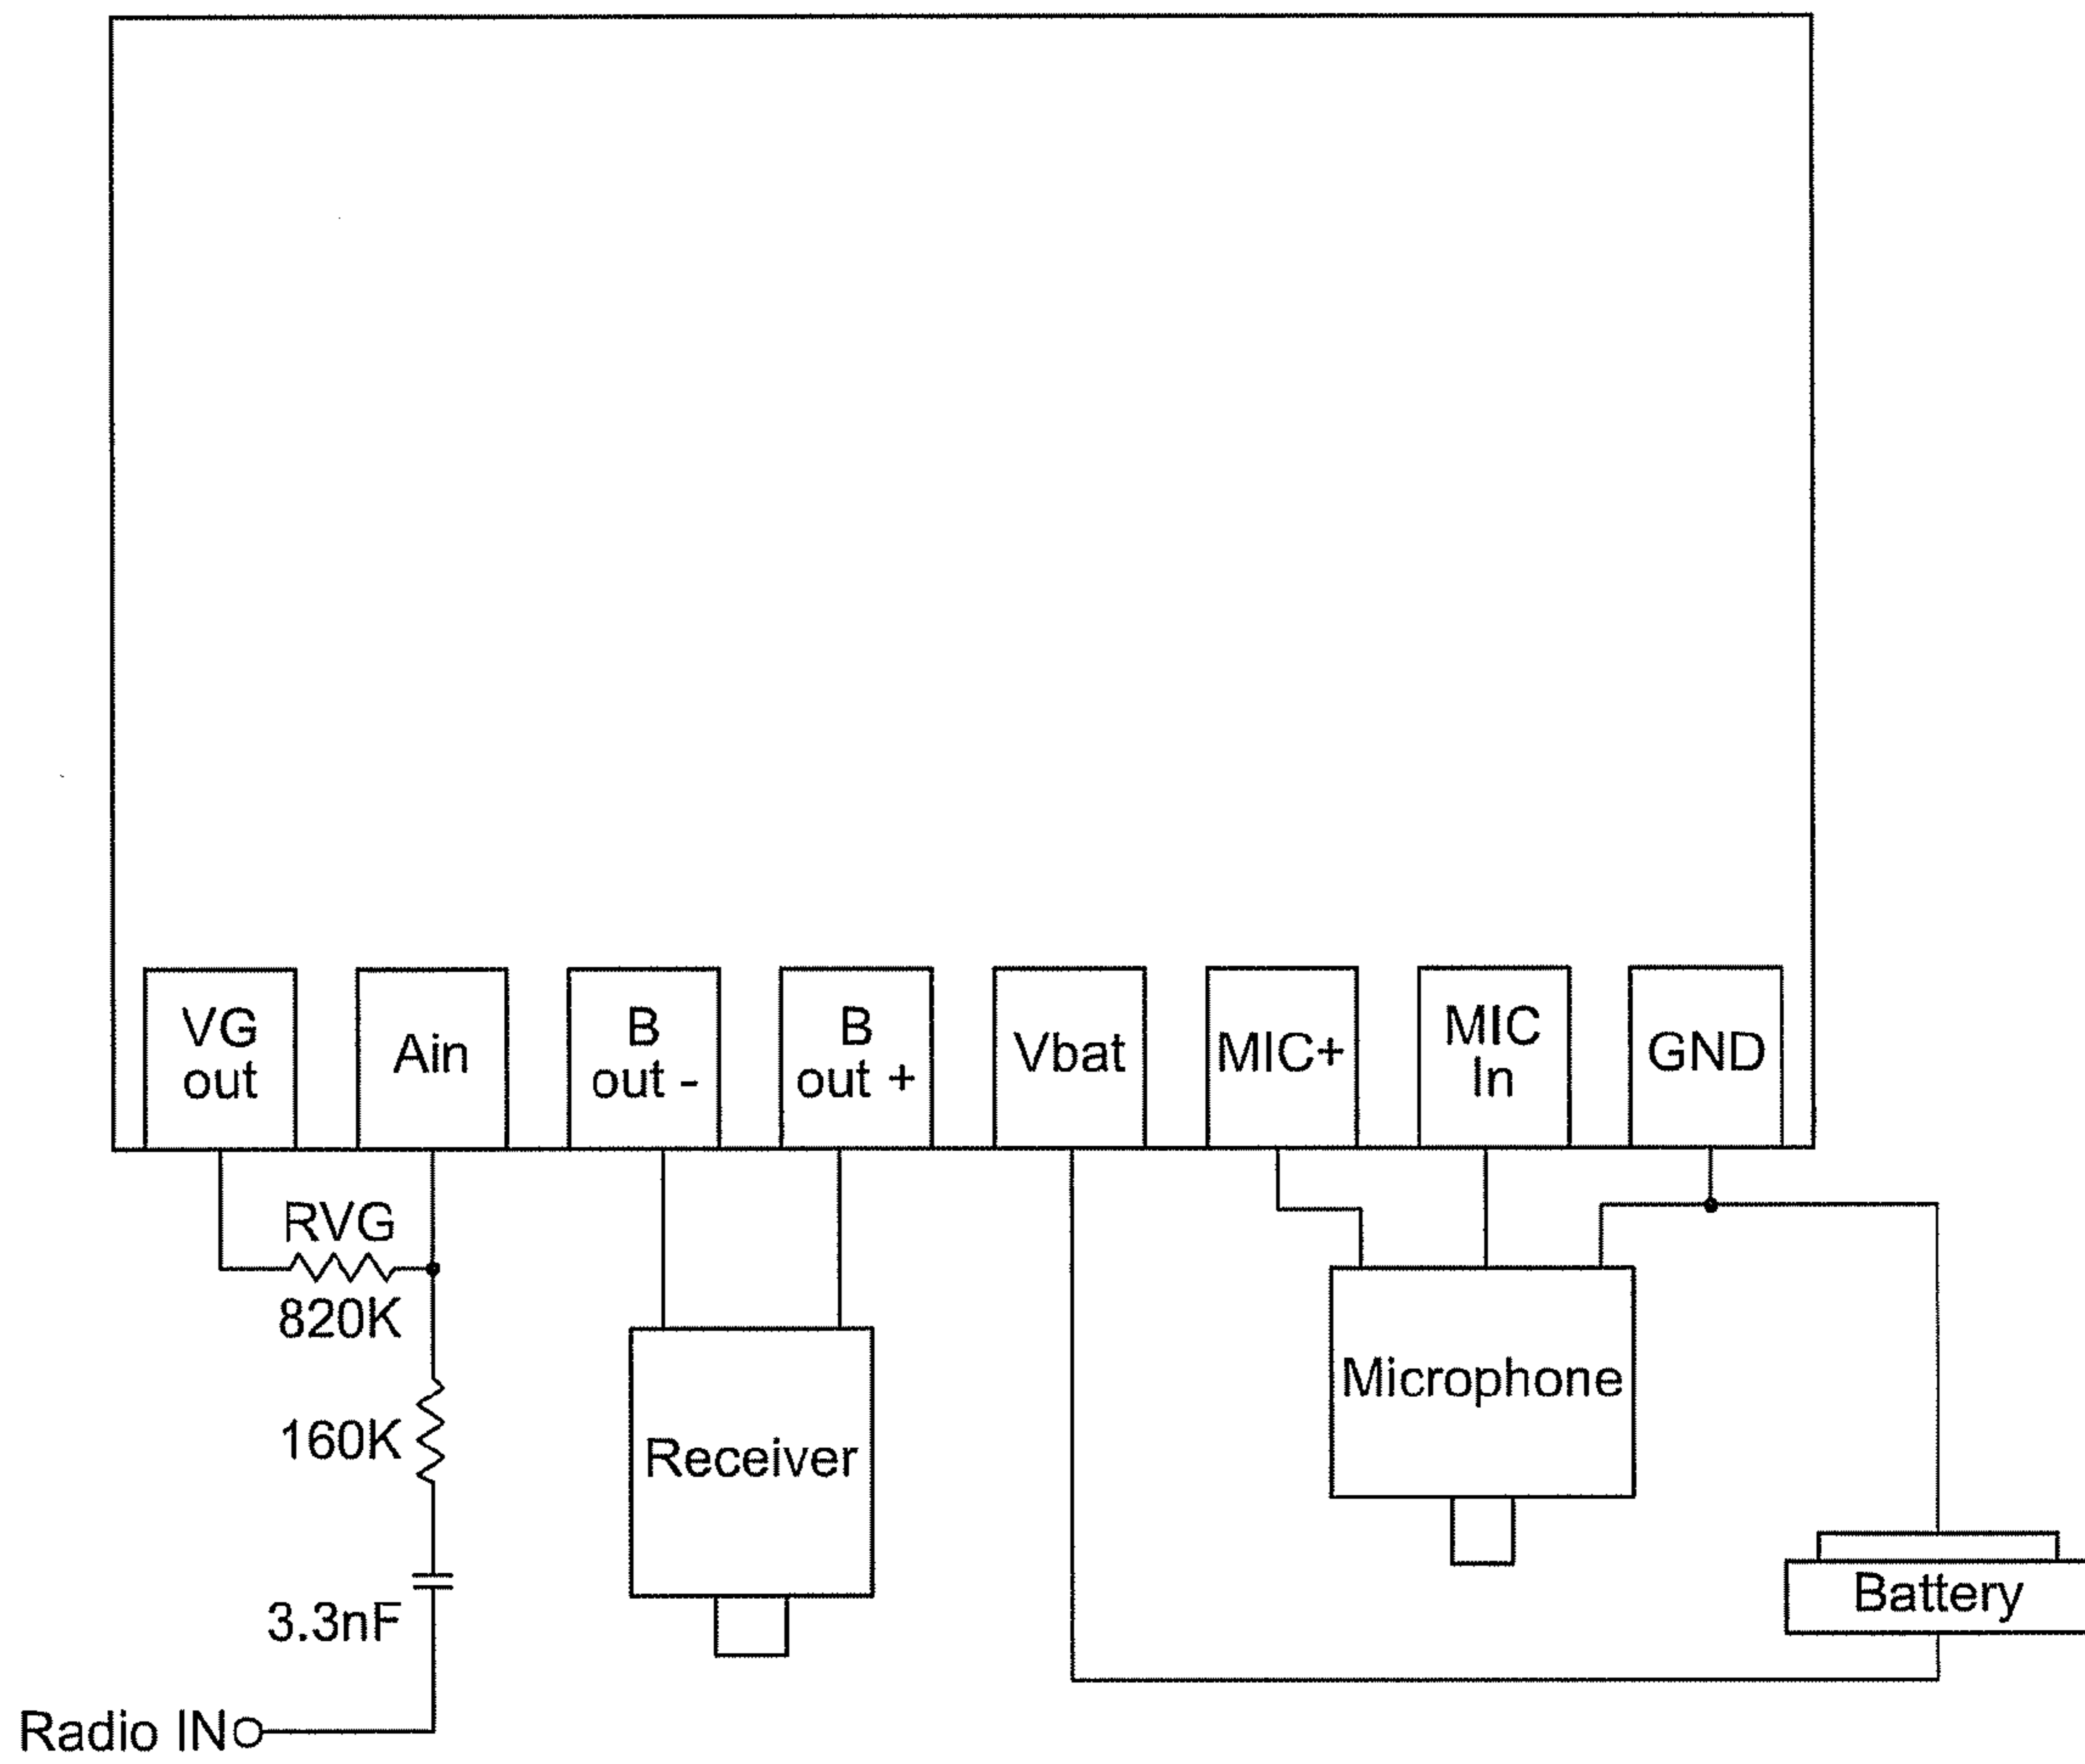 VG
out
Ain
B
out -
B
out +
Vbat
MIC+
MIC
In
GND
RVG
820K
160K
3.3nF
Radio IN
Receiver
Microphone
Battery